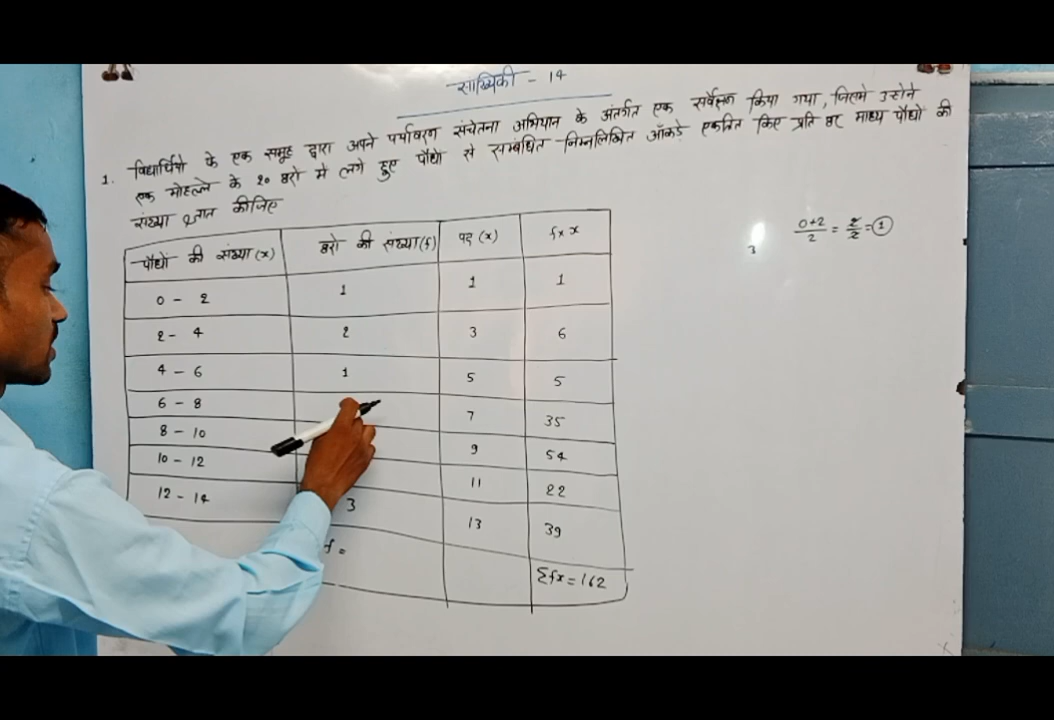 सांख्यिकी - 14
1. विद्यार्थियो के एक समूह द्वारा अपने पर्यावरण संचेतना अभियान के अंतर्गत एक सर्वेक्षण किया गया, जिसमे उन्होने
एक मोहल्ले के 20 घरो मे लगे हुए पौधो से सम्बंधित निम्नलिखित आँकडे एकत्रित किए प्रति घर माध्य पौधों की
संख्या ज्ञात कीजिए
पौधों की संख्या (x) घरो की संख्या (f) पद (x) f x x
0 - 2 1 1 1
2 - 4 2 3 6
4 - 6 1 5 5
6 - 8 7 35
8 - 10 9 54
10 - 12 11 22
12 - 14 3 13 39
f =
Σfx = 162
3
0+2/2 = 2/2 = 1